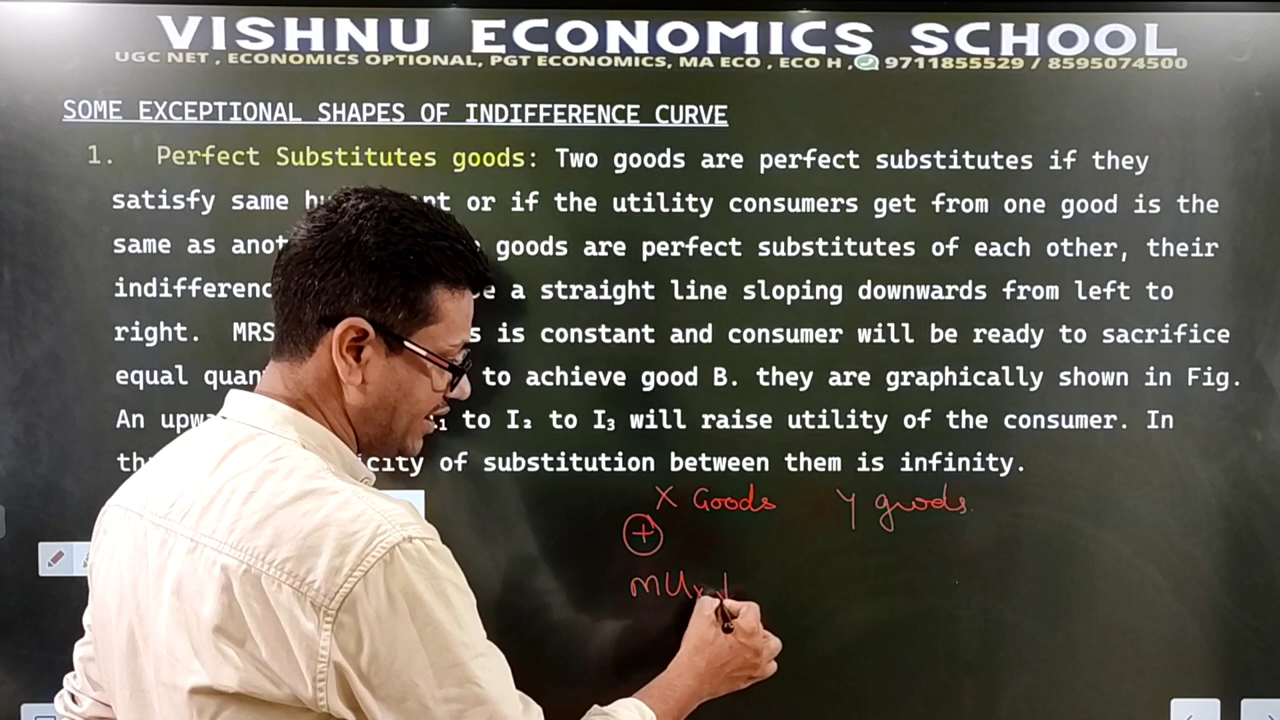 VISHNU ECONOMICS SCHOOL
UGC NET , ECONOMICS OPTIONAL, PGT ECONOMICS, MA ECO , ECO H , 9711855529 / 8595074500
SOME EXCEPTIONAL SHAPES OF INDIFFERENCE CURVE
1. Perfect Substitutes goods: Two goods are perfect substitutes if they
satisfy same or if the utility consumers get from one good is the
same as goods are perfect substitutes of each other, their
a straight line sloping downwards from left to
right. MRS is constant and consumer will be ready to sacrifice
equal to achieve good B. they are graphically shown in Fig.
An to I₂ to I₃ will raise utility of the consumer. In
of substitution between them is infinity.
X Goods Y goods.
+
MUx